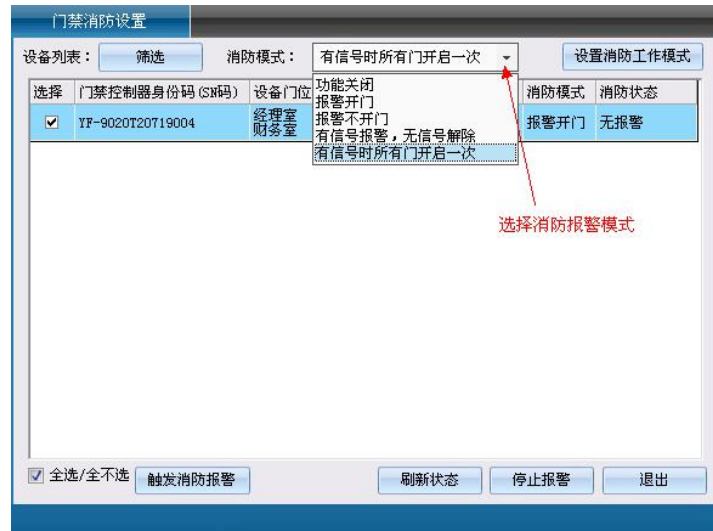 门禁消防设置
设备列表： 筛选 消防模式： 有信号时所有门开启一次 设置消防工作模式
选择 门禁控制器身份码(SN码) 设备门位 消防模式 消防状态
功能关闭
报警开门
报警不开门
有信号报警，无信号解除
有信号时所有门开启一次
YF-9020T20719004 经理室 报警开门 无报警
财务室
选择消防报警模式
全选/全不选 触发消防报警 刷新状态 停止报警 退出